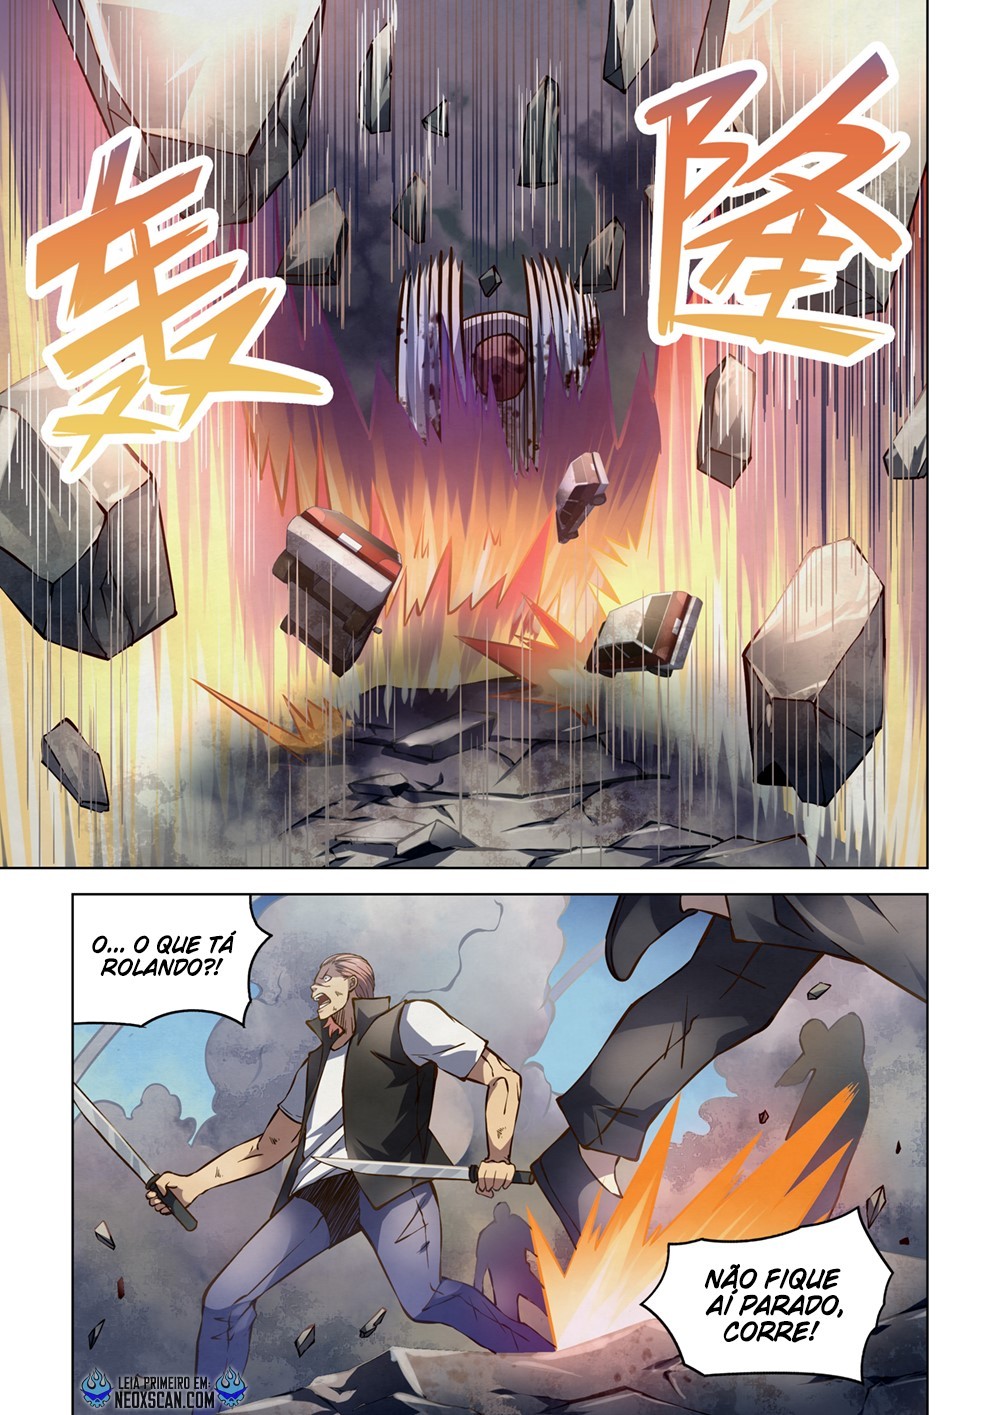 轰
隆
O... O QUE TÁ
ROLANDO?!
NÃO FIQUE
AÍ PARADO,
CORRE!
LEIA PRIMEIRO EM:
NEOXSCAN.COM